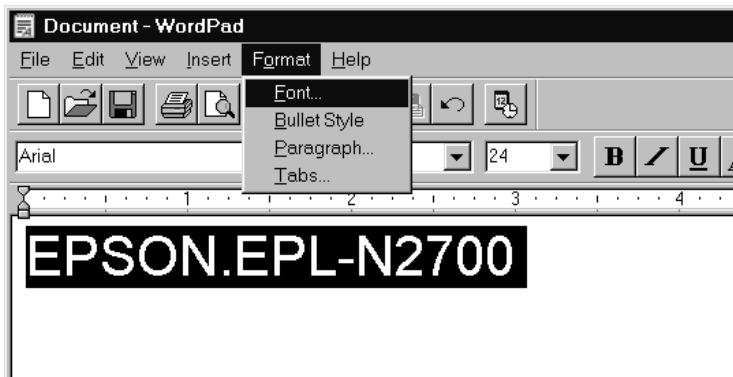 Document - WordPad
File Edit View Insert Format Help
Font...
Bullet Style
Paragraph...
Tabs...
Arial 24 B / U
1 2 3 4
EPSON.EPL-N2700